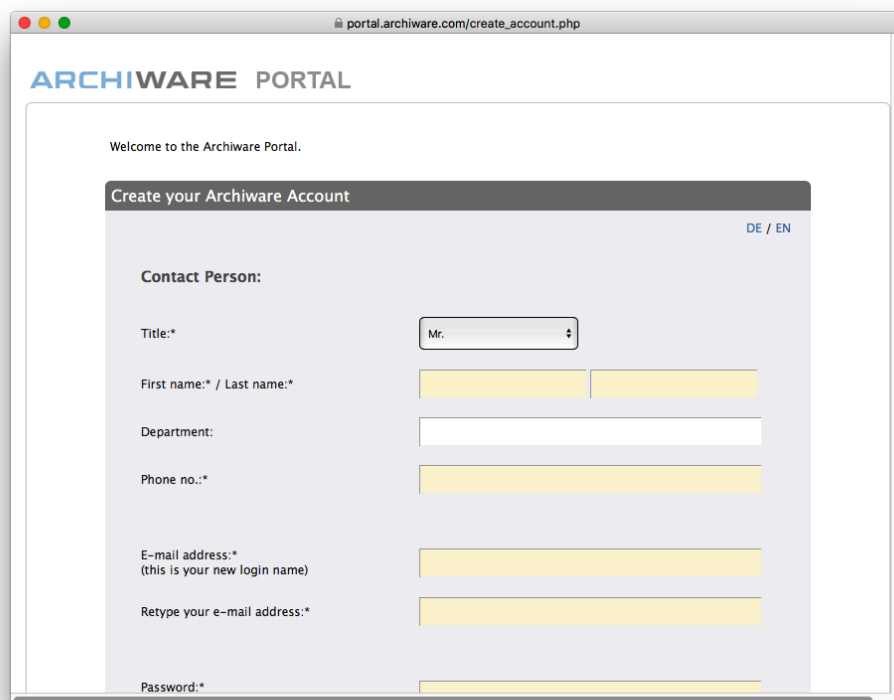 portal.archiware.com/create_account.php
ARCHIWARE PORTAL
Welcome to the Archiware Portal.
Create your Archiware Account
DE / EN
Contact Person:
Title:* Mr.
First name:* / Last name:*
Department:
Phone no.:*
E-mail address:*
(this is your new login name)
Retype your e-mail address:*
Password:*